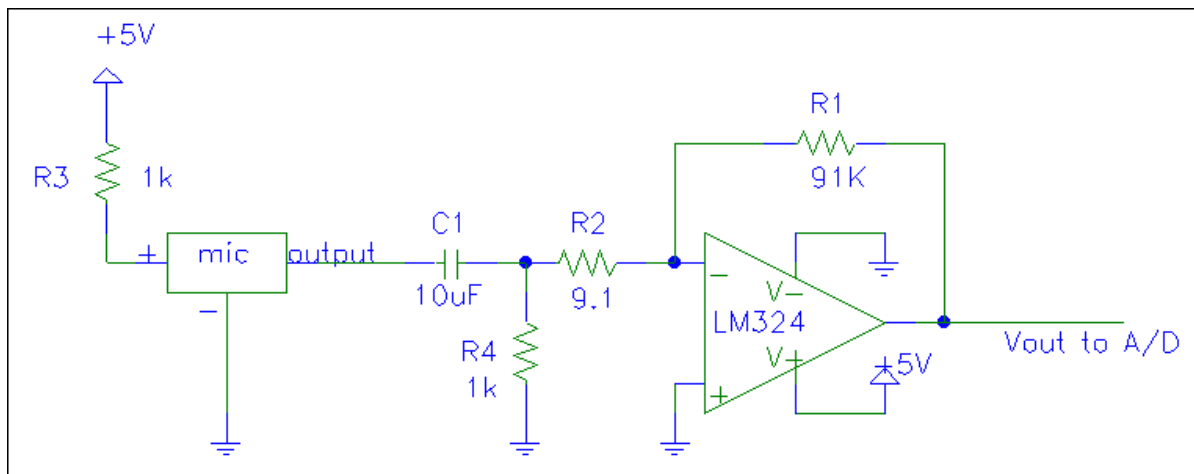 +5V
R3
1k
+
mic
output
-
C1
10uF
R2
9.1
R4
1k
R1
91K
-
V-
LM324
V+
+
+5V
Vout to A/D